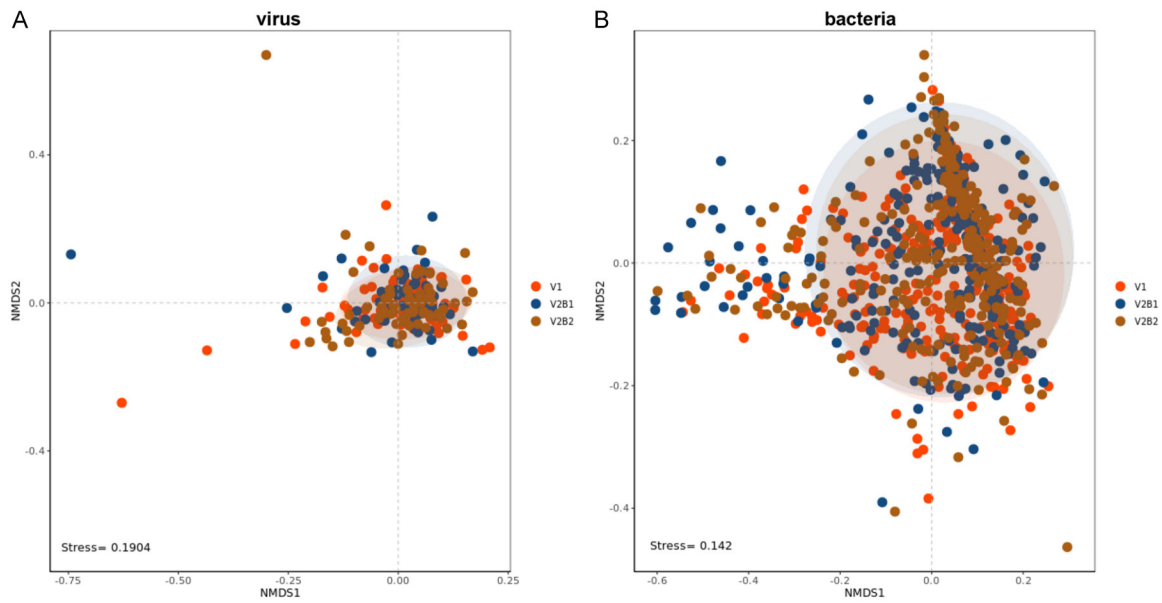 A
virus
0.4
0.0
-0.4
NMDS2
Stress= 0.1904
-0.75
-0.50
-0.25
0.00
0.25
NMDS1
V1
V2B1
V2B2
B
bacteria
0.2
0.0
-0.2
-0.4
NMDS2
Stress= 0.142
-0.6
-0.4
-0.2
0.0
0.2
NMDS1
V1
V2B1
V2B2